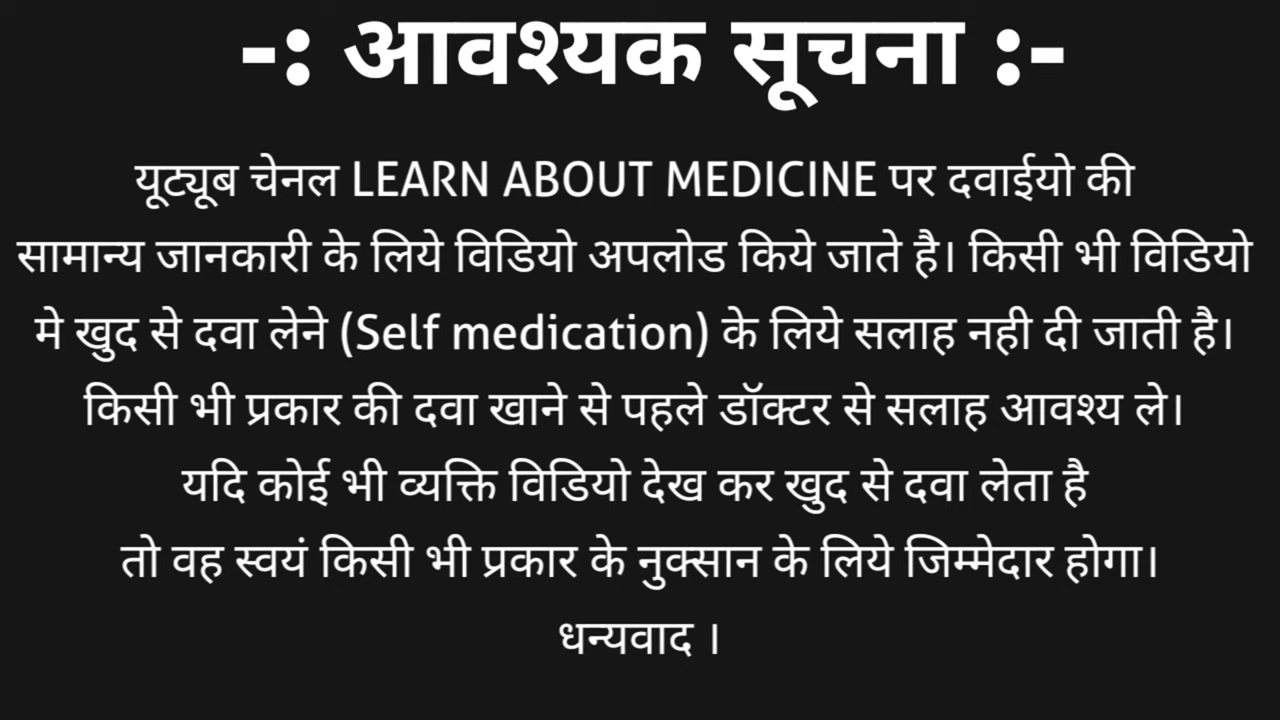 -: आवश्यक सूचना :-
यूट्यूब चेनल LEARN ABOUT MEDICINE पर दवाईयो की
सामान्य जानकारी के लिये विडियो अपलोड किये जाते है। किसी भी विडियो
मे खुद से दवा लेने (Self medication) के लिये सलाह नही दी जाती है।
किसी भी प्रकार की दवा खाने से पहले डॉक्टर से सलाह आवश्य ले।
यदि कोई भी व्यक्ति विडियो देख कर खुद से दवा लेता है
तो वह स्वयं किसी भी प्रकार के नुक्सान के लिये जिम्मेदार होगा।
धन्यवाद ।